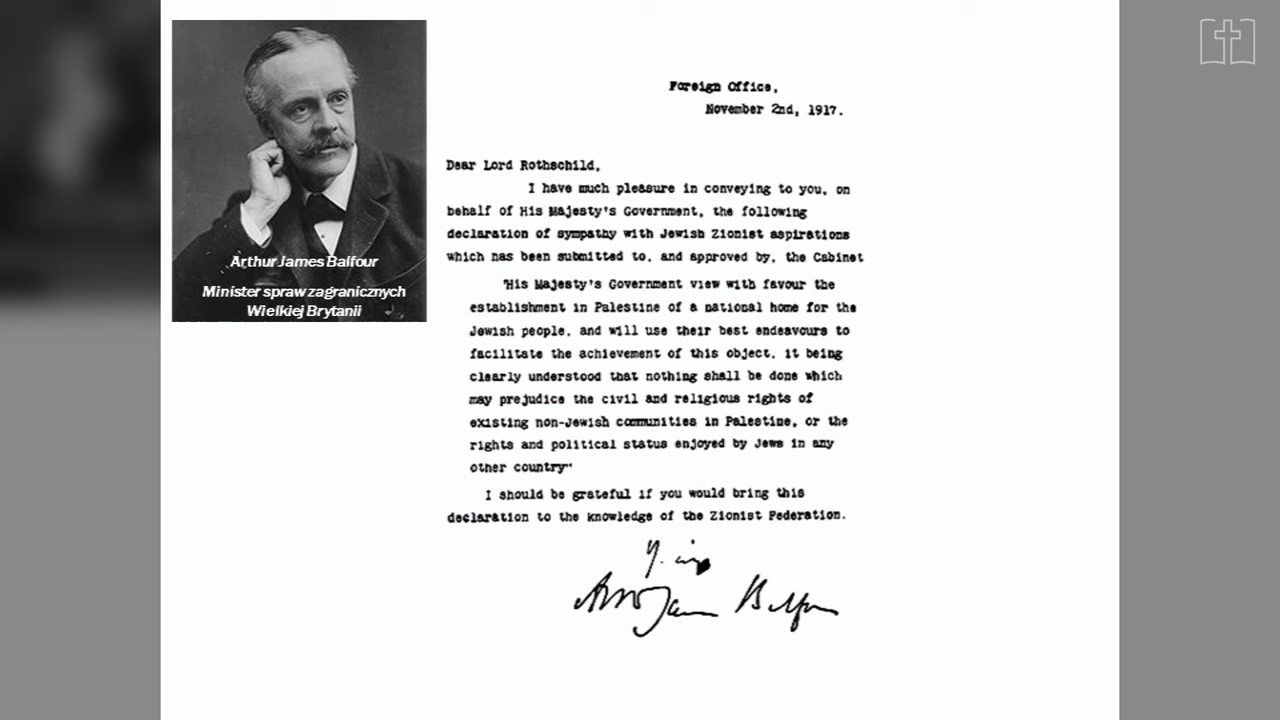 Arthur James Balfour
Minister spraw zagranicznych
Wielkiej Brytanii
Foreign Office,
November 2nd, 1917.
Dear Lord Rothschild,
I have much pleasure in conveying to you, on
behalf of His Majesty's Government, the following
declaration of sympathy with Jewish Zionist aspirations
which has been submitted to, and approved by, the Cabinet
"His Majesty's Government view with favour the
establishment in Palestine of a national home for the
Jewish people, and will use their best endeavours to
facilitate the achievement of this object, it being
clearly understood that nothing shall be done which
may prejudice the civil and religious rights of
existing non-Jewish communities in Palestine, or the
rights and political status enjoyed by Jews in any
other country"
I should be grateful if you would bring this
declaration to the knowledge of the Zionist Federation.
Arthur James Balfour